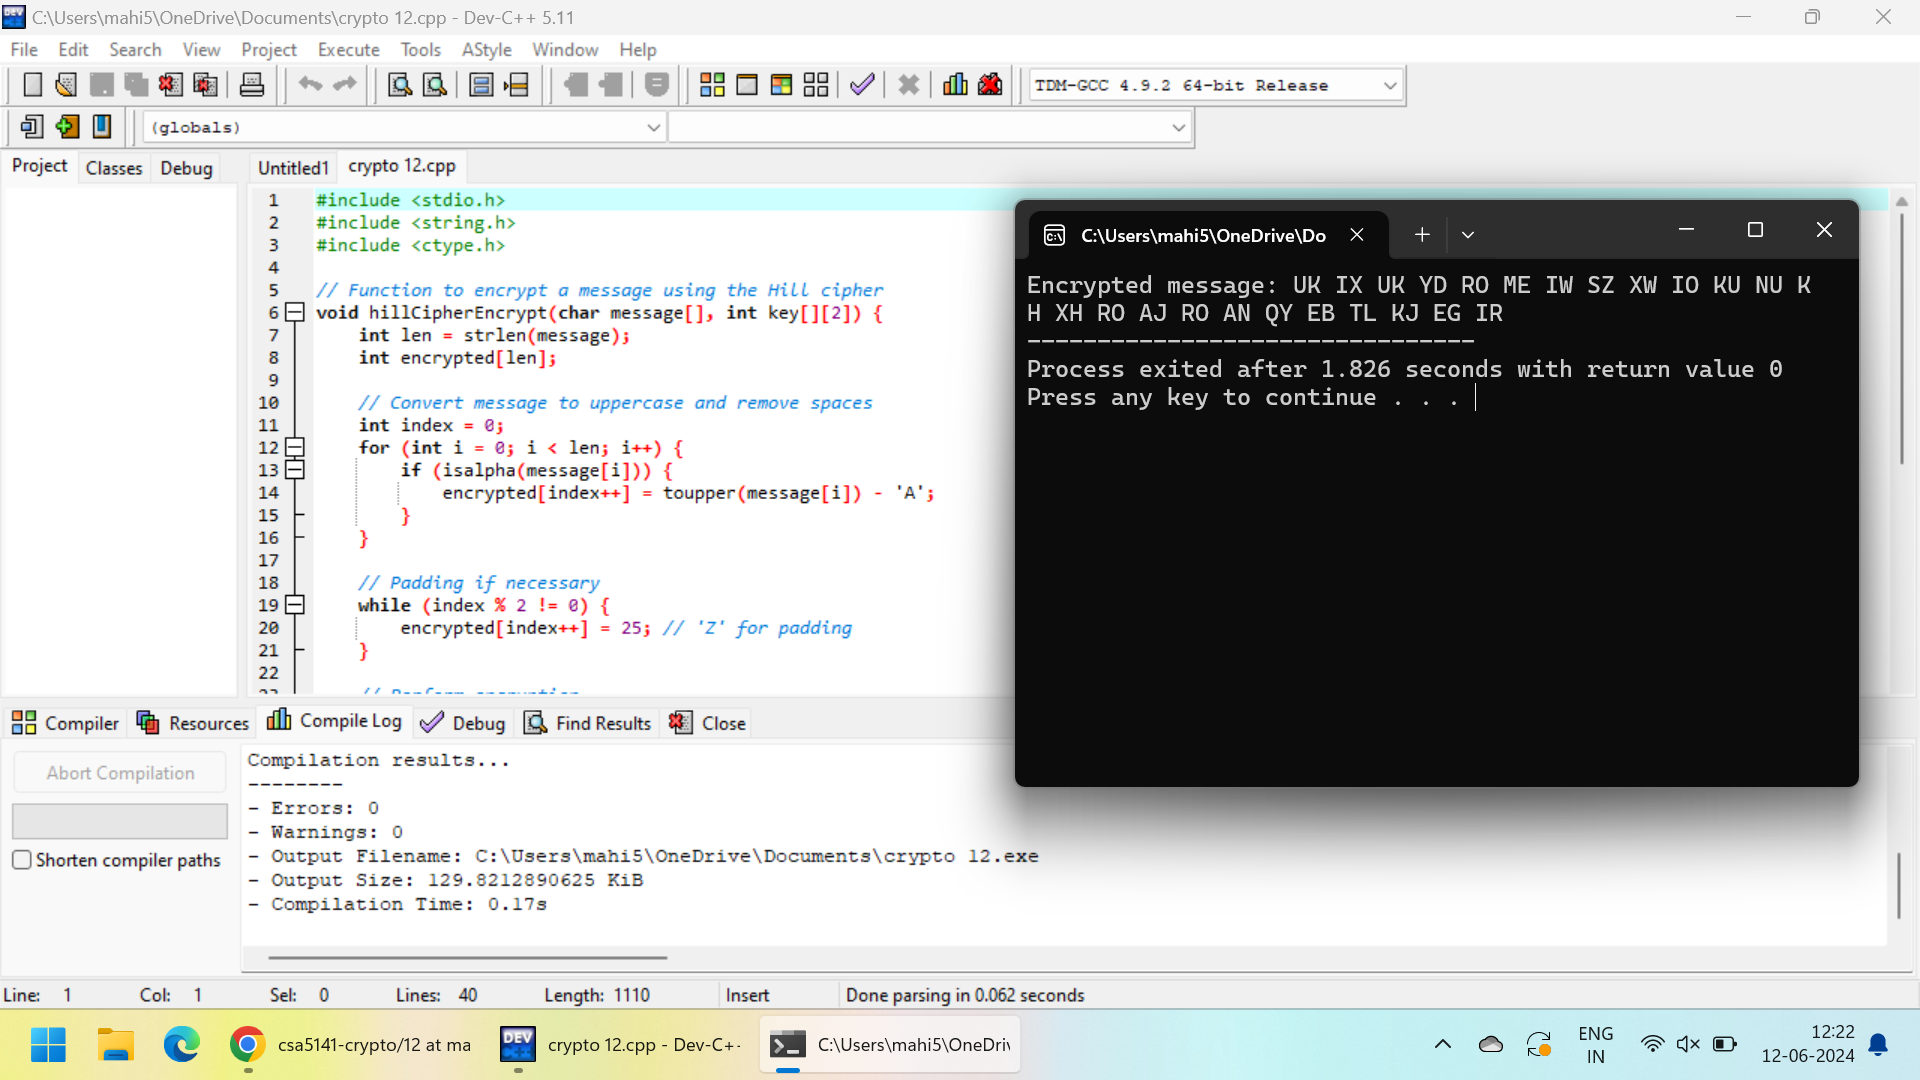 C:\Users\mahi5\OneDrive\Documents\crypto 12.cpp - Dev-C++ 5.11
File Edit Search View Project Execute Tools AStyle Window Help
TDM-GCC 4.9.2 64-bit Release
(globals)
Project Classes Debug
Untitled1 crypto 12.cpp
1 #include <stdio.h>
2 #include <string.h>
3 #include <ctype.h>
4
5 // Function to encrypt a message using the Hill cipher
6 void hillCipherEncrypt(char message[], int key[][2]) {
7 int len = strlen(message);
8 int encrypted[len];
9
10 // Convert message to uppercase and remove spaces
11 int index = 0;
12 for (int i = 0; i < len; i++) {
13 if (isalpha(message[i])) {
14 encrypted[index++] = toupper(message[i]) - 'A';
15 }
16 }
17
18 // Padding if necessary
19 while (index % 2 != 0) {
20 encrypted[index++] = 25; // 'Z' for padding
21 }
22
23 // Perform encryption
C:\Users\mahi5\OneDrive\Do
Encrypted message: UK IX UK YD RO ME IW SZ XW IO KU NU K
H XH RO AJ RO AN QY EB TL KJ EG IR
--------------------------------
Process exited after 1.826 seconds with return value 0
Press any key to continue . . .
Compiler Resources Compile Log Debug Find Results Close
Abort Compilation
Shorten compiler paths
Compilation results...
--------
- Errors: 0
- Warnings: 0
- Output Filename: C:\Users\mahi5\OneDrive\Documents\crypto 12.exe
- Output Size: 129.8212890625 KiB
- Compilation Time: 0.17s
Line: 1 Col: 1 Sel: 0 Lines: 40 Length: 1110 Insert Done parsing in 0.062 seconds
DEV
csa5141-crypto/12 at ma
crypto 12.cpp - Dev-C+
C:\Users\mahi5\OneDri
ENG
IN
12:22
12-06-2024